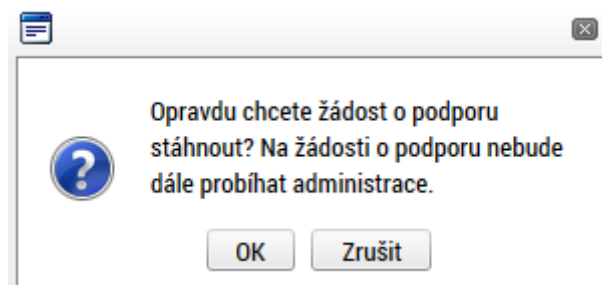 Opravdu chcete žádost o podporu
stáhnout? Na žádosti o podporu nebude
dále probíhat administrace.
OK Zrušit